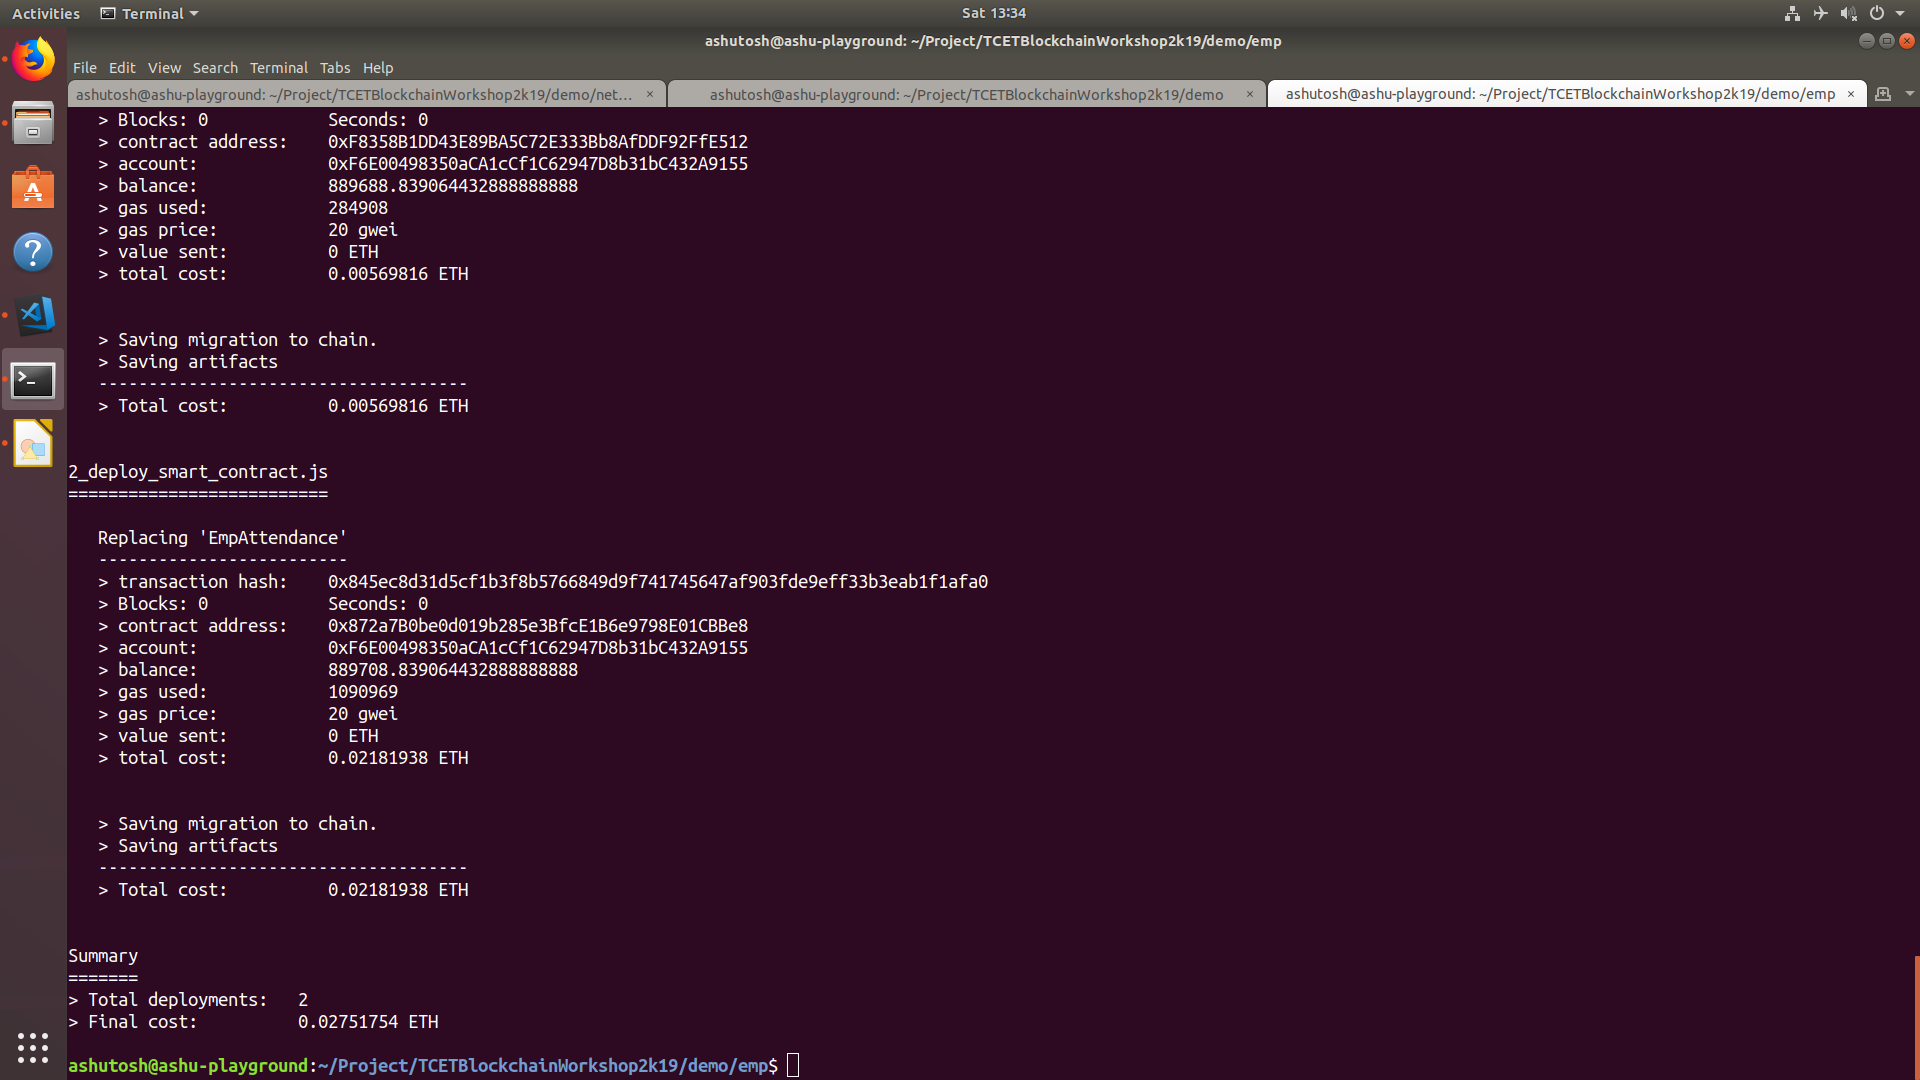 Activities Terminal Sat 13:34
ashutosh@ashu-playground: ~/Project/TCETBlockchainWorkshop2k19/demo/emp
File Edit View Search Terminal Tabs Help
ashutosh@ashu-playground: ~/Project/TCETBlockchainWorkshop2k19/demo/net... × ashutosh@ashu-playground: ~/Project/TCETBlockchainWorkshop2k19/demo × ashutosh@ashu-playground: ~/Project/TCETBlockchainWorkshop2k19/demo/emp ×
> Blocks: 0 Seconds: 0
> contract address: 0xF8358B1DD43E89BA5C72E333Bb8AfDDF92FfE512
> account: 0xF6E00498350aCA1cCf1C62947D8b31bC432A9155
> balance: 889688.839064432888888888
> gas used: 284908
> gas price: 20 gwei
> value sent: 0 ETH
> total cost: 0.00569816 ETH
> Saving migration to chain.
> Saving artifacts
-------------------------------------
> Total cost: 0.00569816 ETH
2_deploy_smart_contract.js
==========================
Replacing 'EmpAttendance'
-------------------------
> transaction hash: 0x845ec8d31d5cf1b3f8b5766849d9f741745647af903fde9eff33b3eab1f1afa0
> Blocks: 0 Seconds: 0
> contract address: 0x872a7B0be0d019b285e3BfcE1B6e9798E01CBBe8
> account: 0xF6E00498350aCA1cCf1C62947D8b31bC432A9155
> balance: 889708.839064432888888888
> gas used: 1090969
> gas price: 20 gwei
> value sent: 0 ETH
> total cost: 0.02181938 ETH
> Saving migration to chain.
> Saving artifacts
-------------------------------------
> Total cost: 0.02181938 ETH
Summary
=======
> Total deployments: 2
> Final cost: 0.02751754 ETH
ashutosh@ashu-playground:~/Project/TCETBlockchainWorkshop2k19/demo/emp$